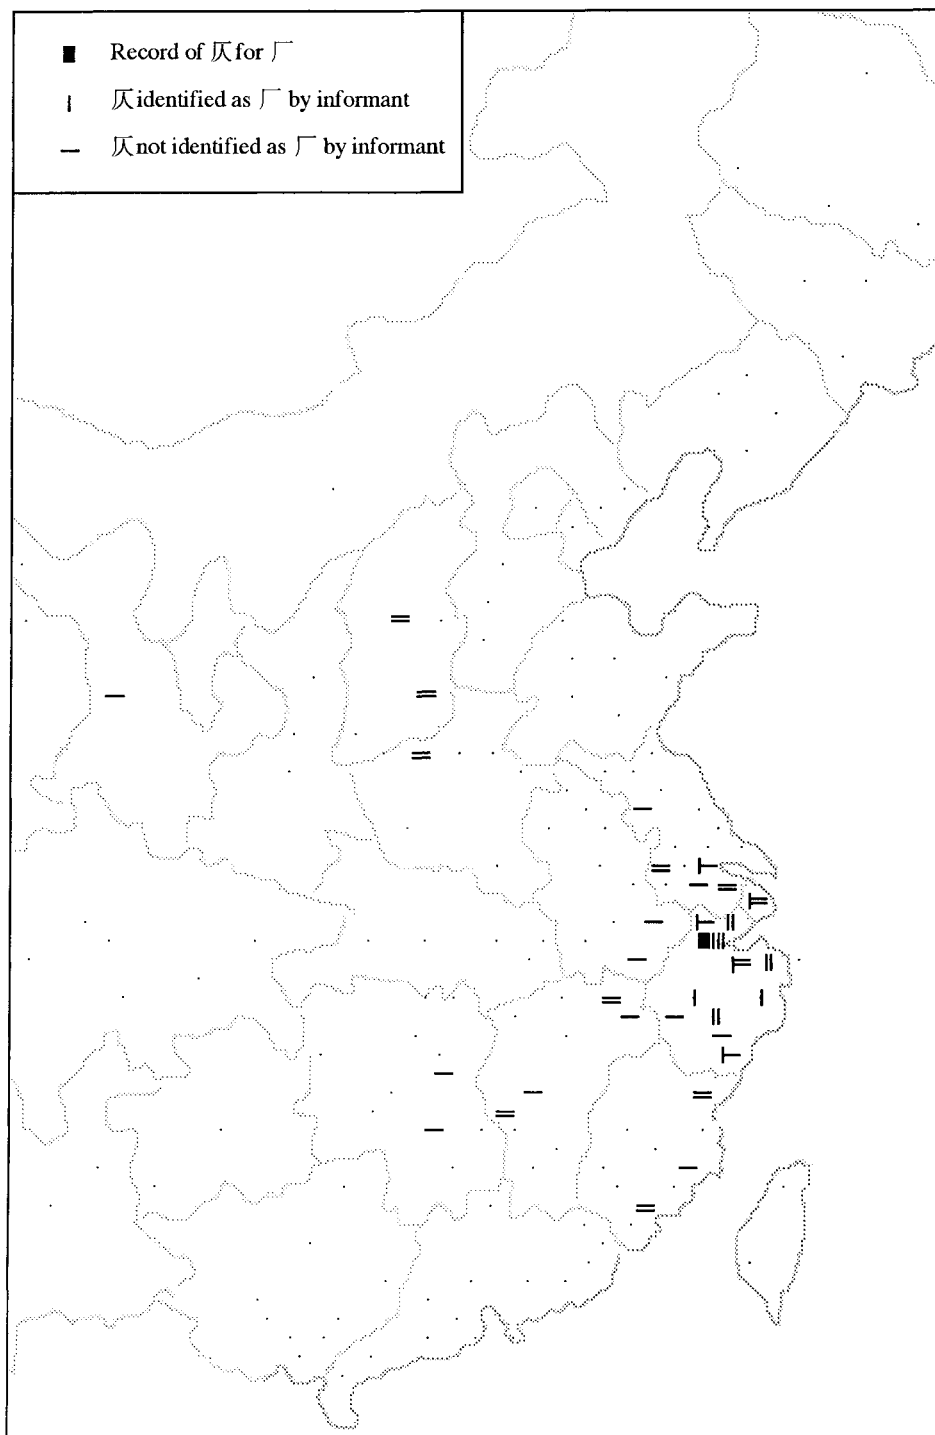 Record of 仄 for 厂
仄 identified as 厂 by informant
仄 not identified as 厂 by informant